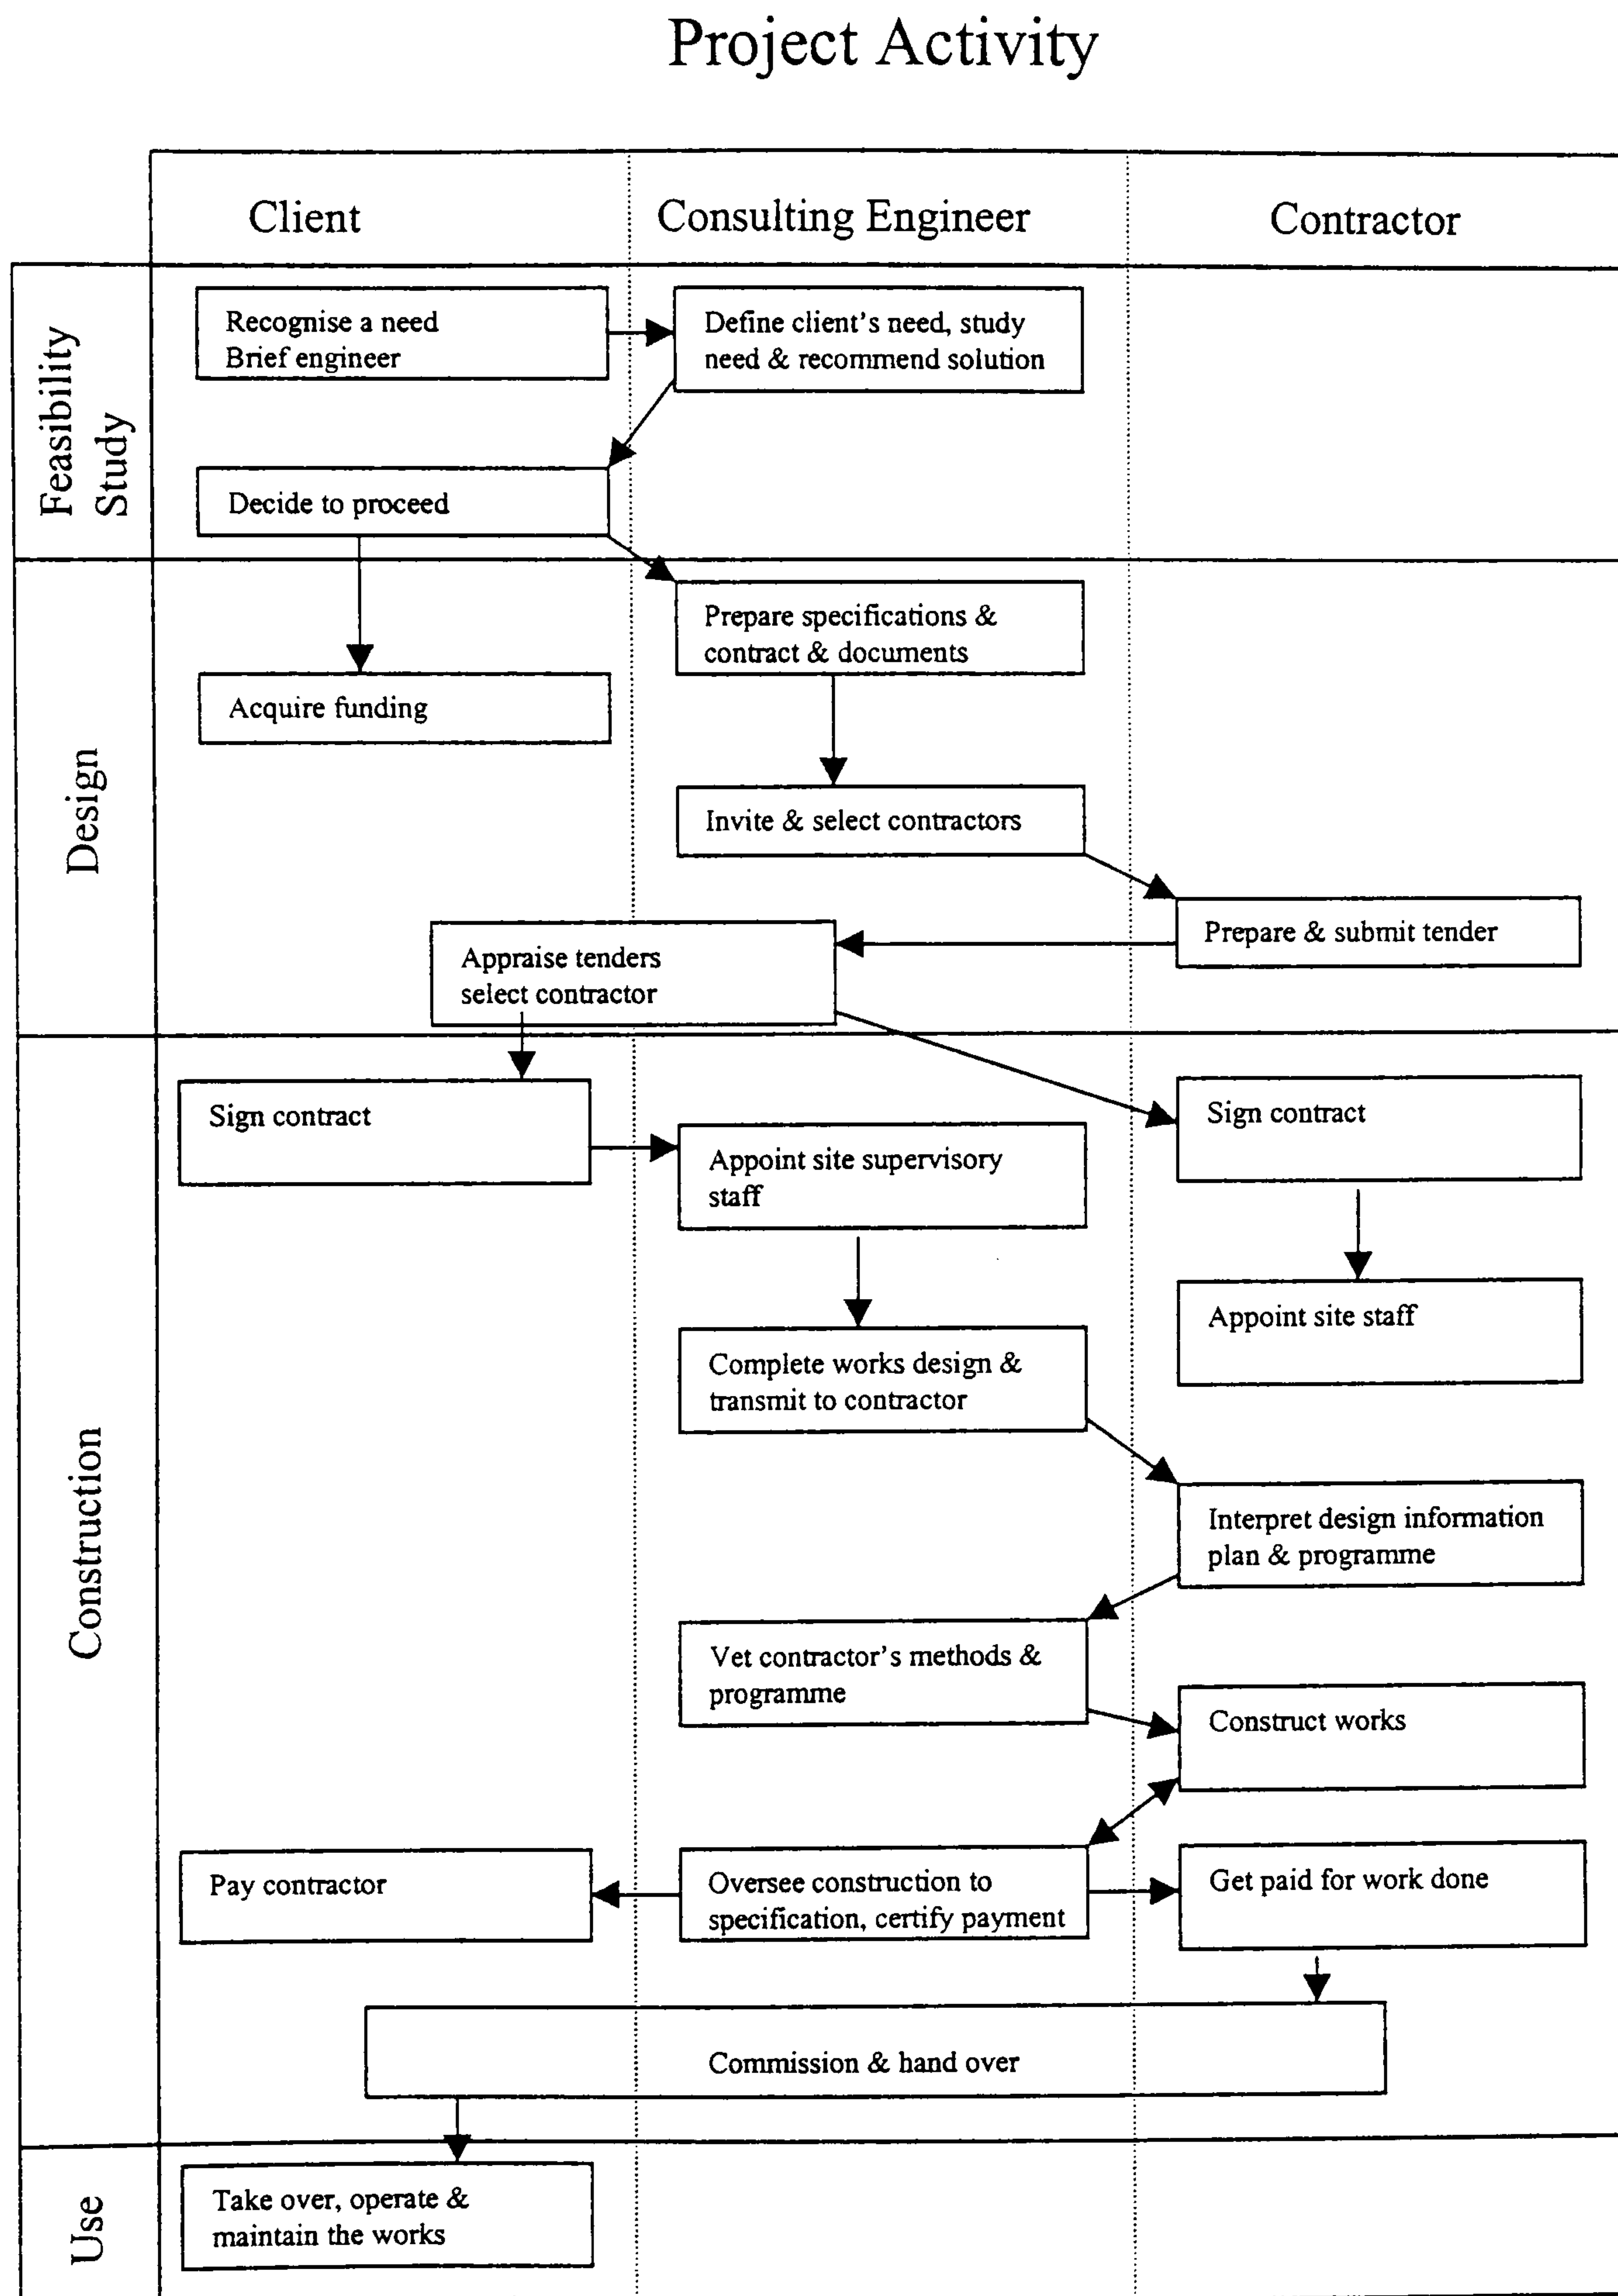 Project Activity
Client
Consulting Engineer
Contractor
Feasibility
Study
Recognise a need
Brief engineer
Define client's need, study
need & recommend solution
Decide to proceed
Design
Prepare specifications &
contract & documents
Acquire funding
Invite & select contractors
Prepare & submit tender
Appraise tenders
select contractor
Construction
Sign contract
Sign contract
Appoint site supervisory
staff
Appoint site staff
Complete works design &
transmit to contractor
Interpret design information
plan & programme
Vet contractor's methods &
programme
Construct works
Pay contractor
Oversee construction to
specification, certify payment
Get paid for work done
Commission & hand over
Use
Take over, operate &
maintain the works